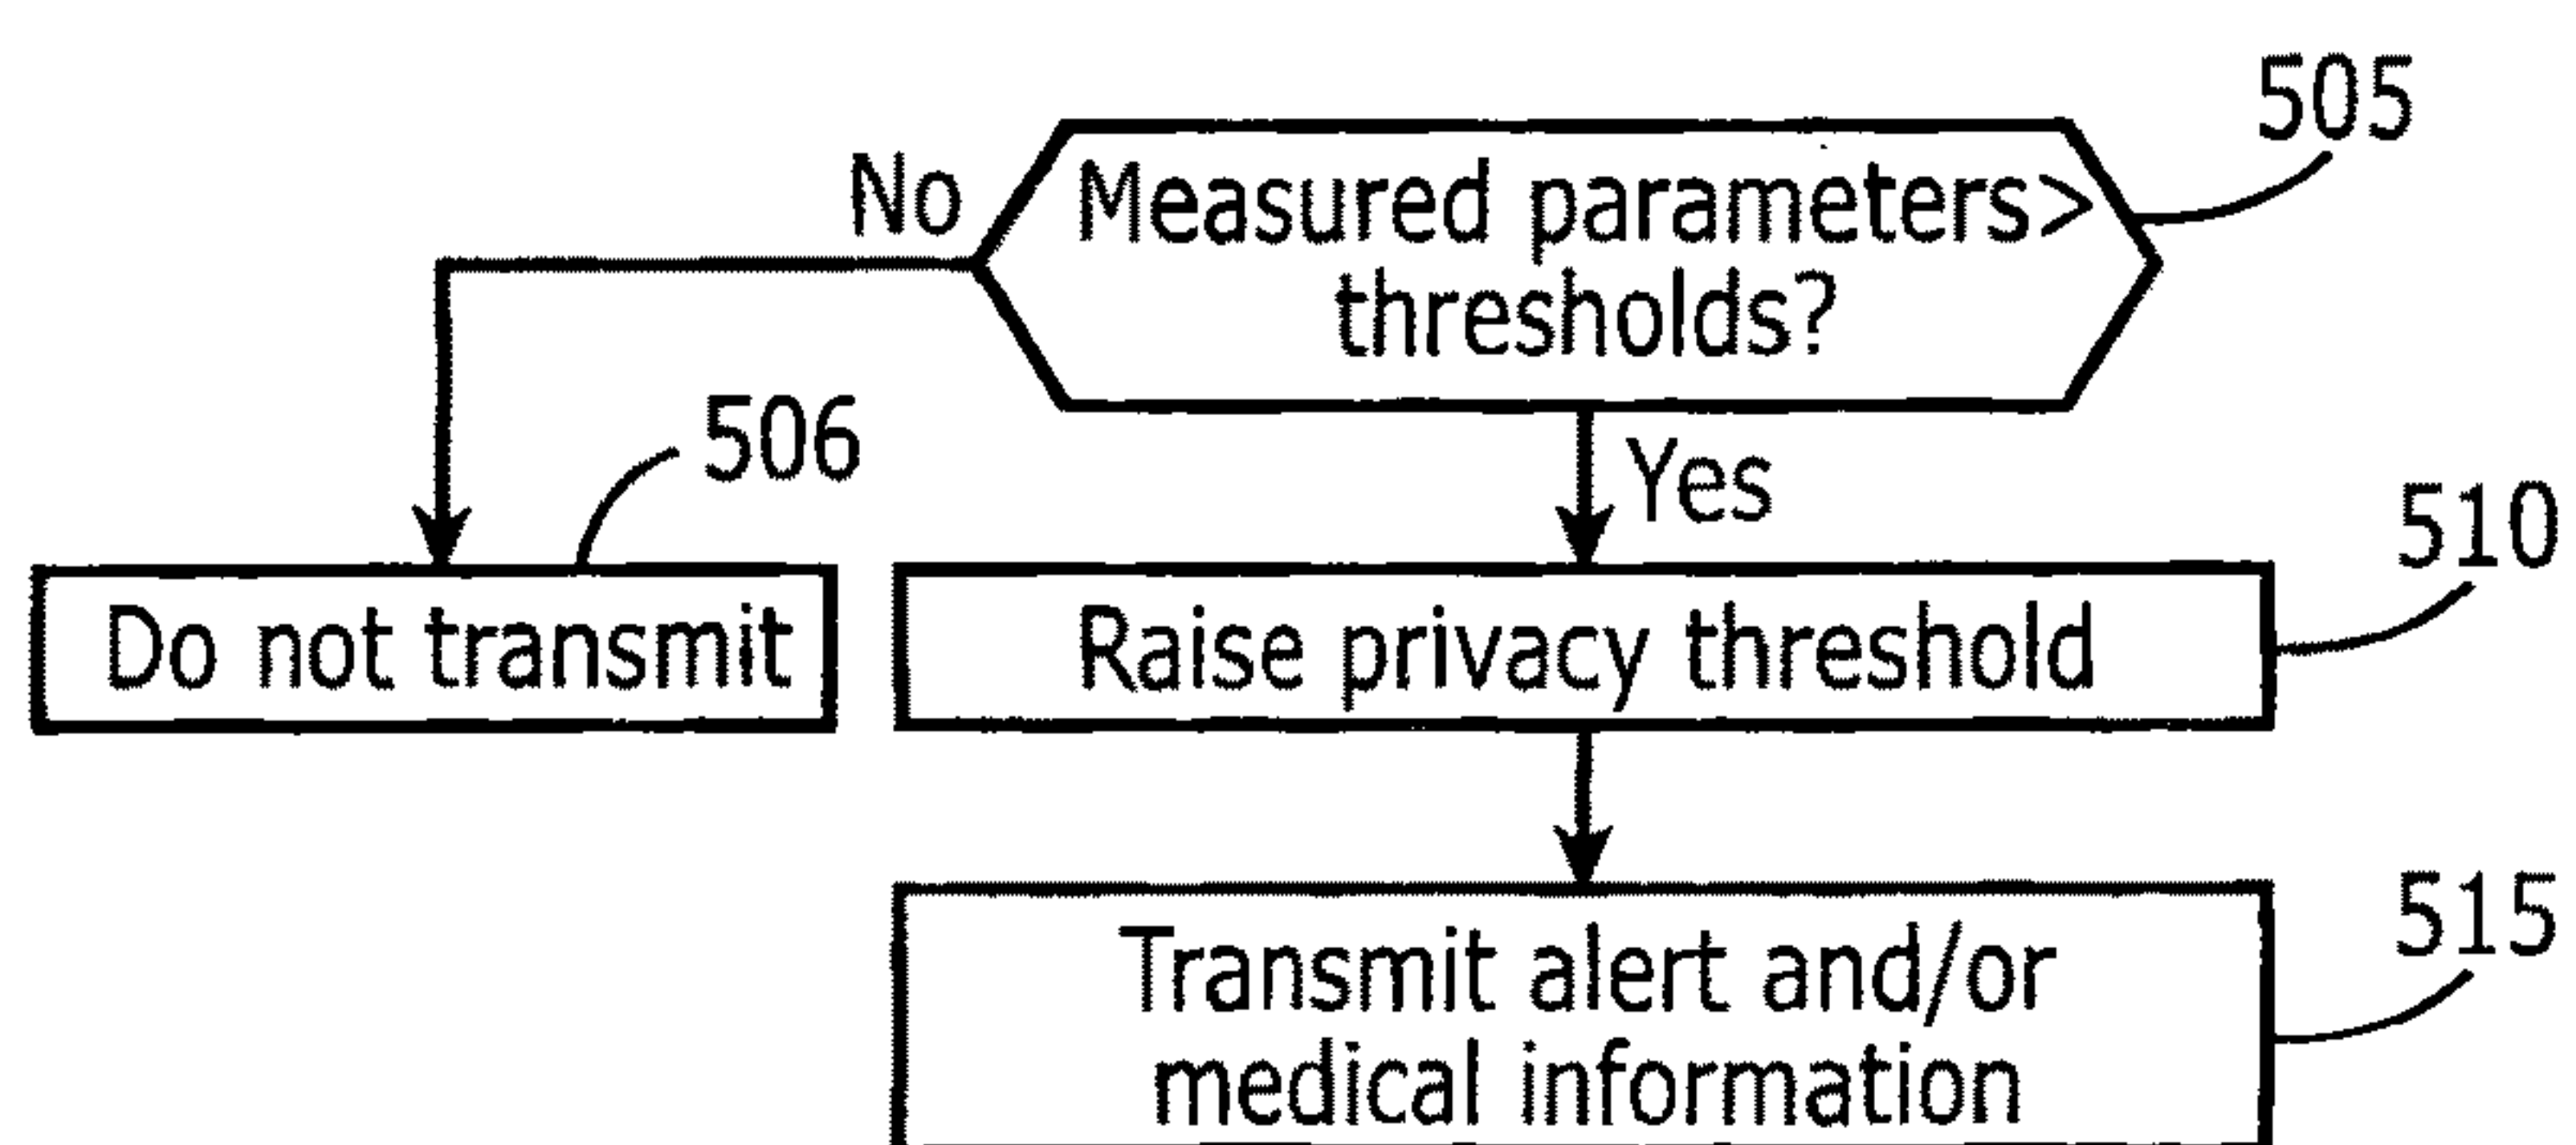 505
No
Measured parameters>
thresholds?
506
Yes
510
Do not transmit
Raise privacy threshold
515
Transmit alert and/or
medical information